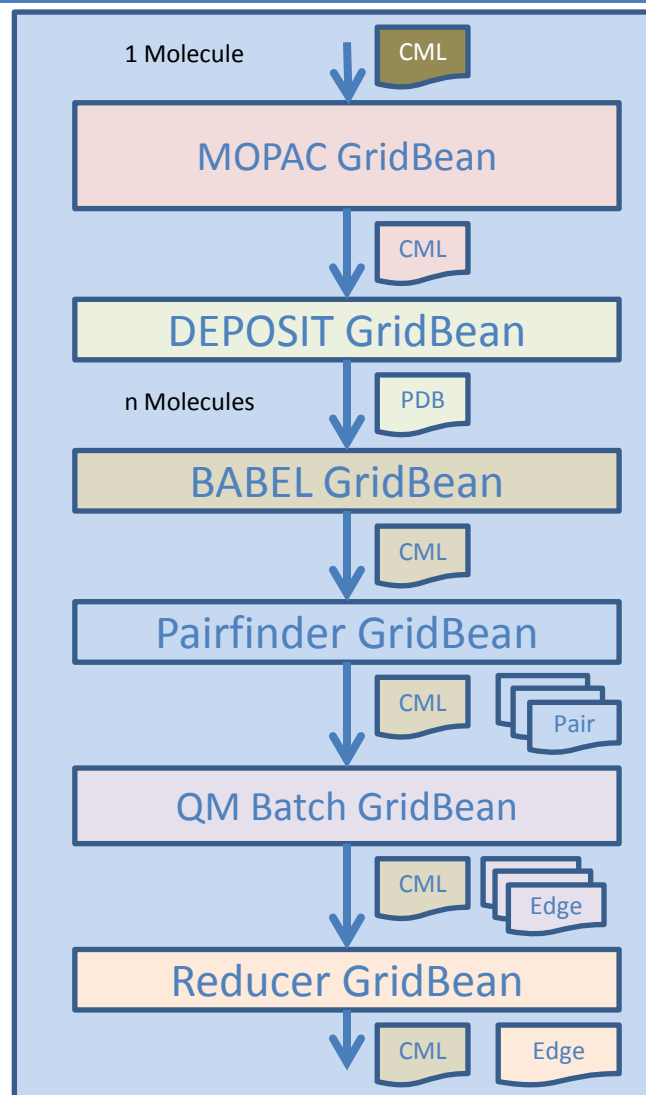 1 Molecule
CML
MOPAC GridBean
CML
DEPOSIT GridBean
n Molecules
PDB
BABEL GridBean
CML
Pairfinder GridBean
CML
Pair
QM Batch GridBean
CML
Edge
Reducer GridBean
CML
Edge